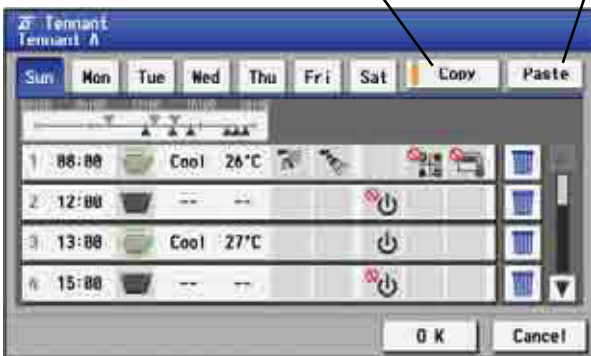 2F Tennant
Tennant A
Sun Mon Tue Wed Thu Fri Sat Copy Paste
1 08:00 Cool 26°C
2 12:00 -- --
3 13:00 Cool 27°C
4 15:00 -- --
OK Cancel